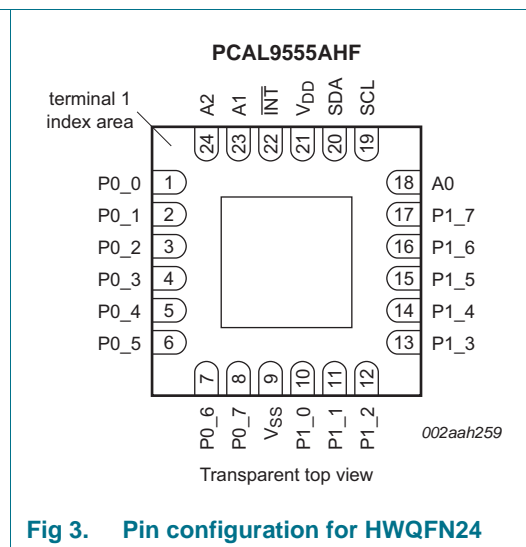 PCAL9555AHF
terminal 1
index area
A2
A1
INT
VDD
SDA
SCL
24
23
22
21
20
19
P0_0 1
18 A0
P0_1 2
17 P1_7
P0_2 3
16 P1_6
P0_3 4
15 P1_5
P0_4 5
14 P1_4
P0_5 6
13 P1_3
7
8
9
10
11
12
P0_6
P0_7
VSS
P1_0
P1_1
P1_2
002aah259
Transparent top view
Fig 3. Pin configuration for HWQFN24